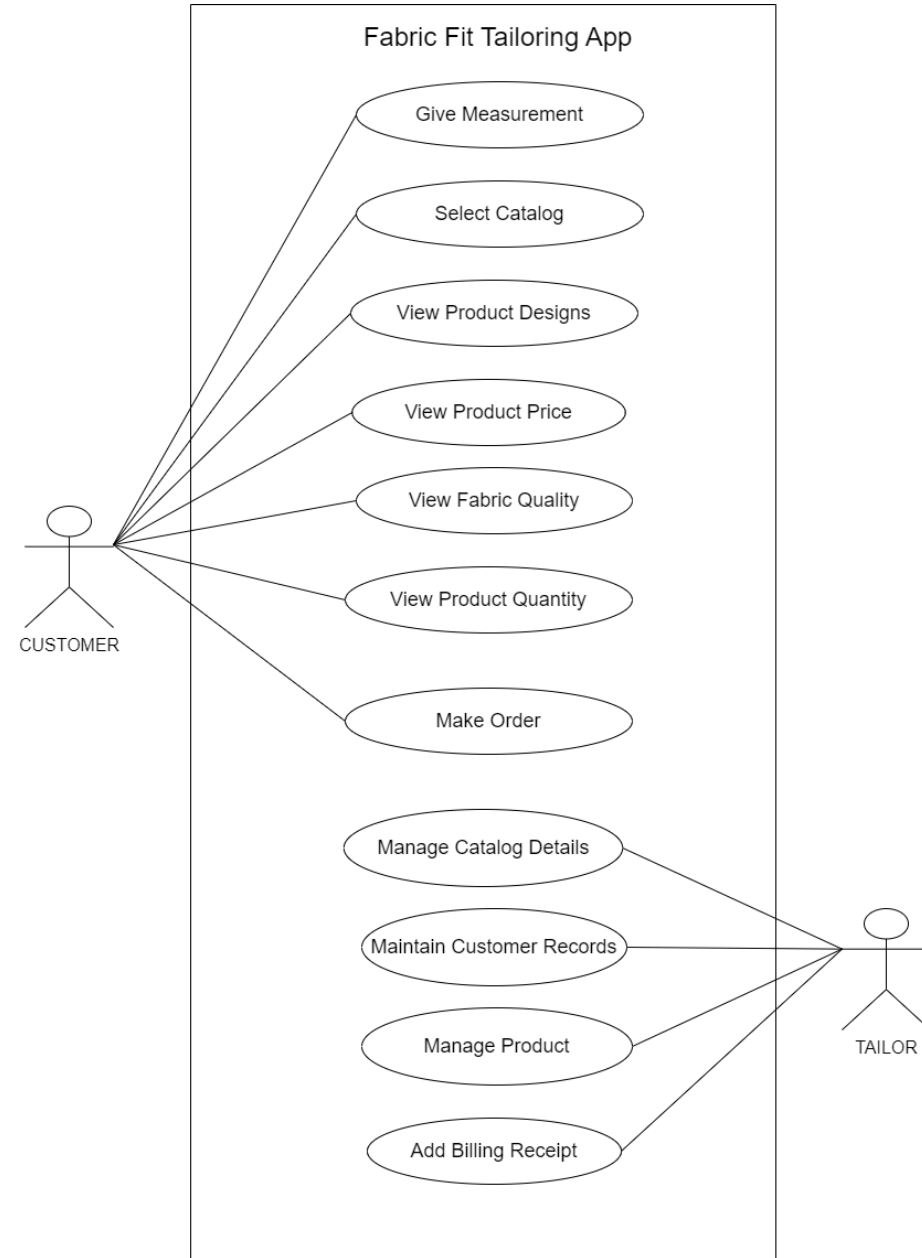 Fabric Fit Tailoring App
Give Measurement
Select Catalog
View Product Designs
View Product Price
View Fabric Quality
View Product Quantity
CUSTOMER
Make Order
Manage Catalog Details
Maintain Customer Records
Manage Product
TAILOR
Add Billing Receipt